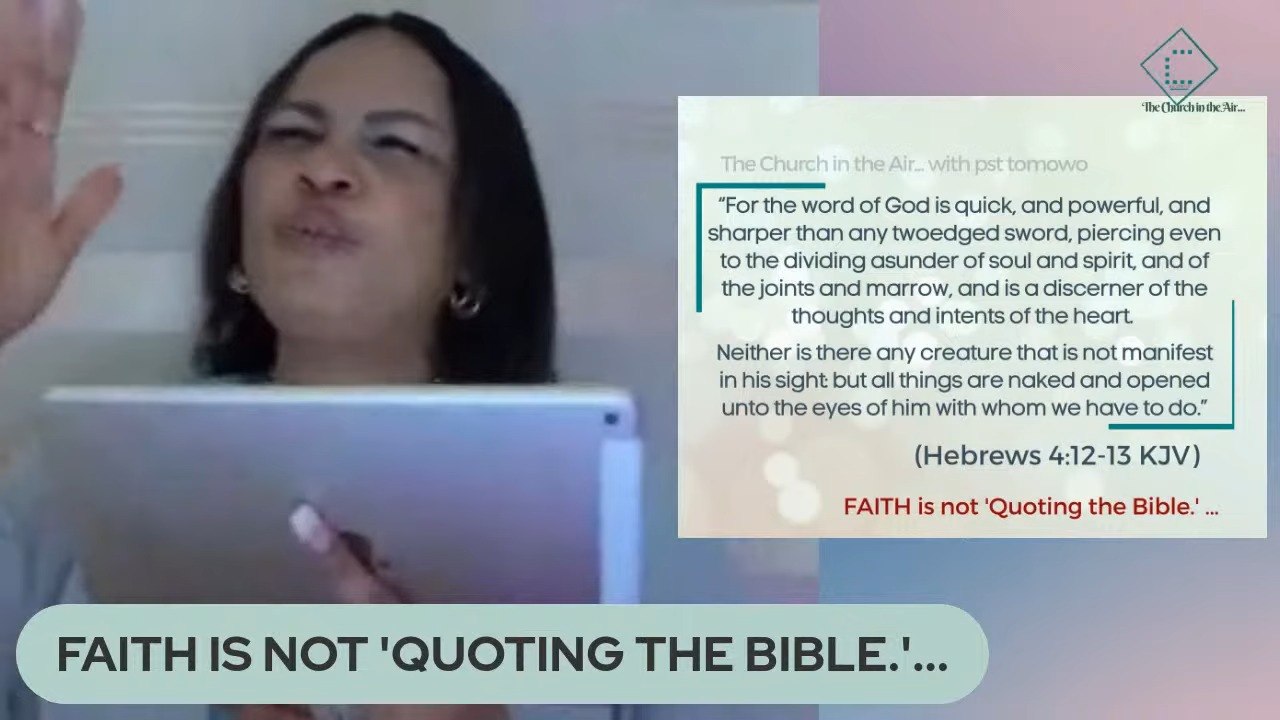 The Church in the Air...
The Church in the Air... with pst tomowo
“For the word of God is quick, and powerful, and
sharper than any twoedged sword, piercing even
to the dividing asunder of soul and spirit, and of
the joints and marrow, and is a discerner of the
thoughts and intents of the heart.
Neither is there any creature that is not manifest
in his sight: but all things are naked and opened
unto the eyes of him with whom we have to do.”
(Hebrews 4:12-13 KJV)
FAITH is not 'Quoting the Bible.' ...
FAITH IS NOT 'QUOTING THE BIBLE.'...